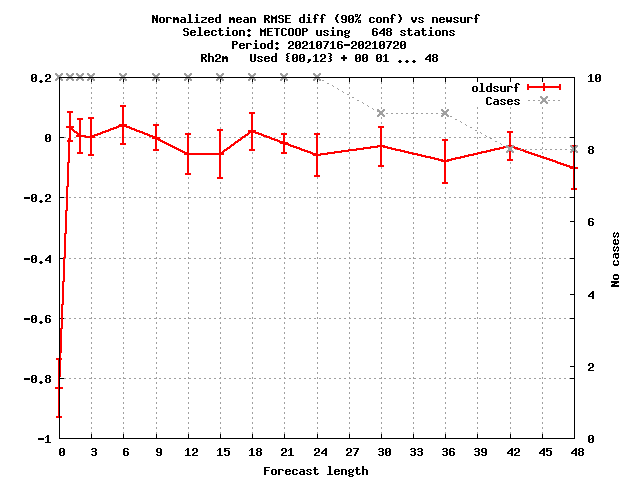 Normalized mean RMSE diff (90% conf) vs newsurf
Selection: METCOOP using   648 stations
Period: 20210716-20210720
Rh2m   Used {00,12} + 00 01 ... 48
oldsurf
Cases
0.2
0
-0.2
-0.4
-0.6
-0.8
-1
10
8
6
4
2
0
No cases
0 3 6 9 12 15 18 21 24 27 30 33 36 39 42 45 48
Forecast length